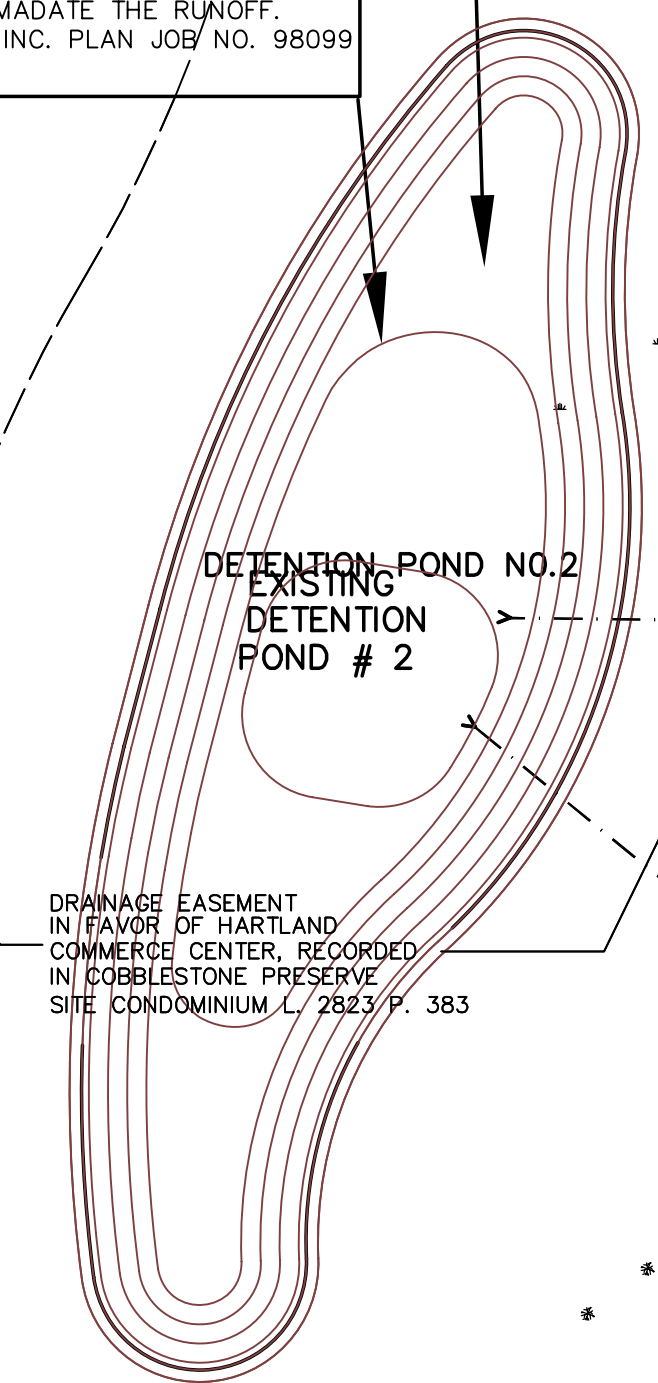 MADATE THE RUNOFF.
INC. PLAN JOB NO. 98099
DETENTION POND NO.2
EXISTING
DETENTION
POND # 2
DRAINAGE EASEMENT
IN FAVOR OF HARTLAND
COMMERCE CENTER, RECORDED
IN COBBLESTONE PRESERVE
SITE CONDOMINIUM L. 2823 P. 383